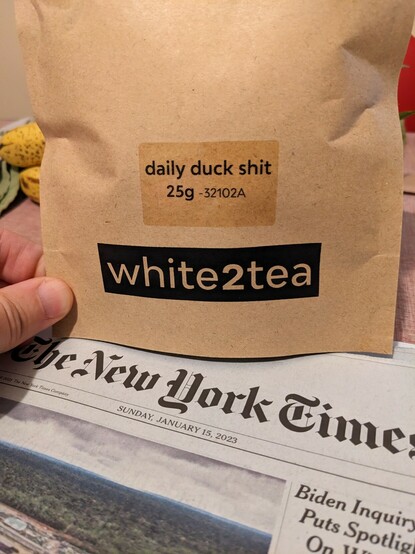 daily duck shit
25g -32102A
white2tea
The New York Times
SUNDAY, JANUARY 15, 2023
Biden Inquiry
Puts Spotlig